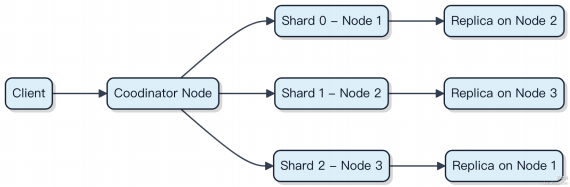 Shard 0 – Node 1
Replica on Node 2
Client
Coodinator Node
Shard 1 – Node 2
Replica on Node 3
Shard 2 – Node 3
Replica on Node 1